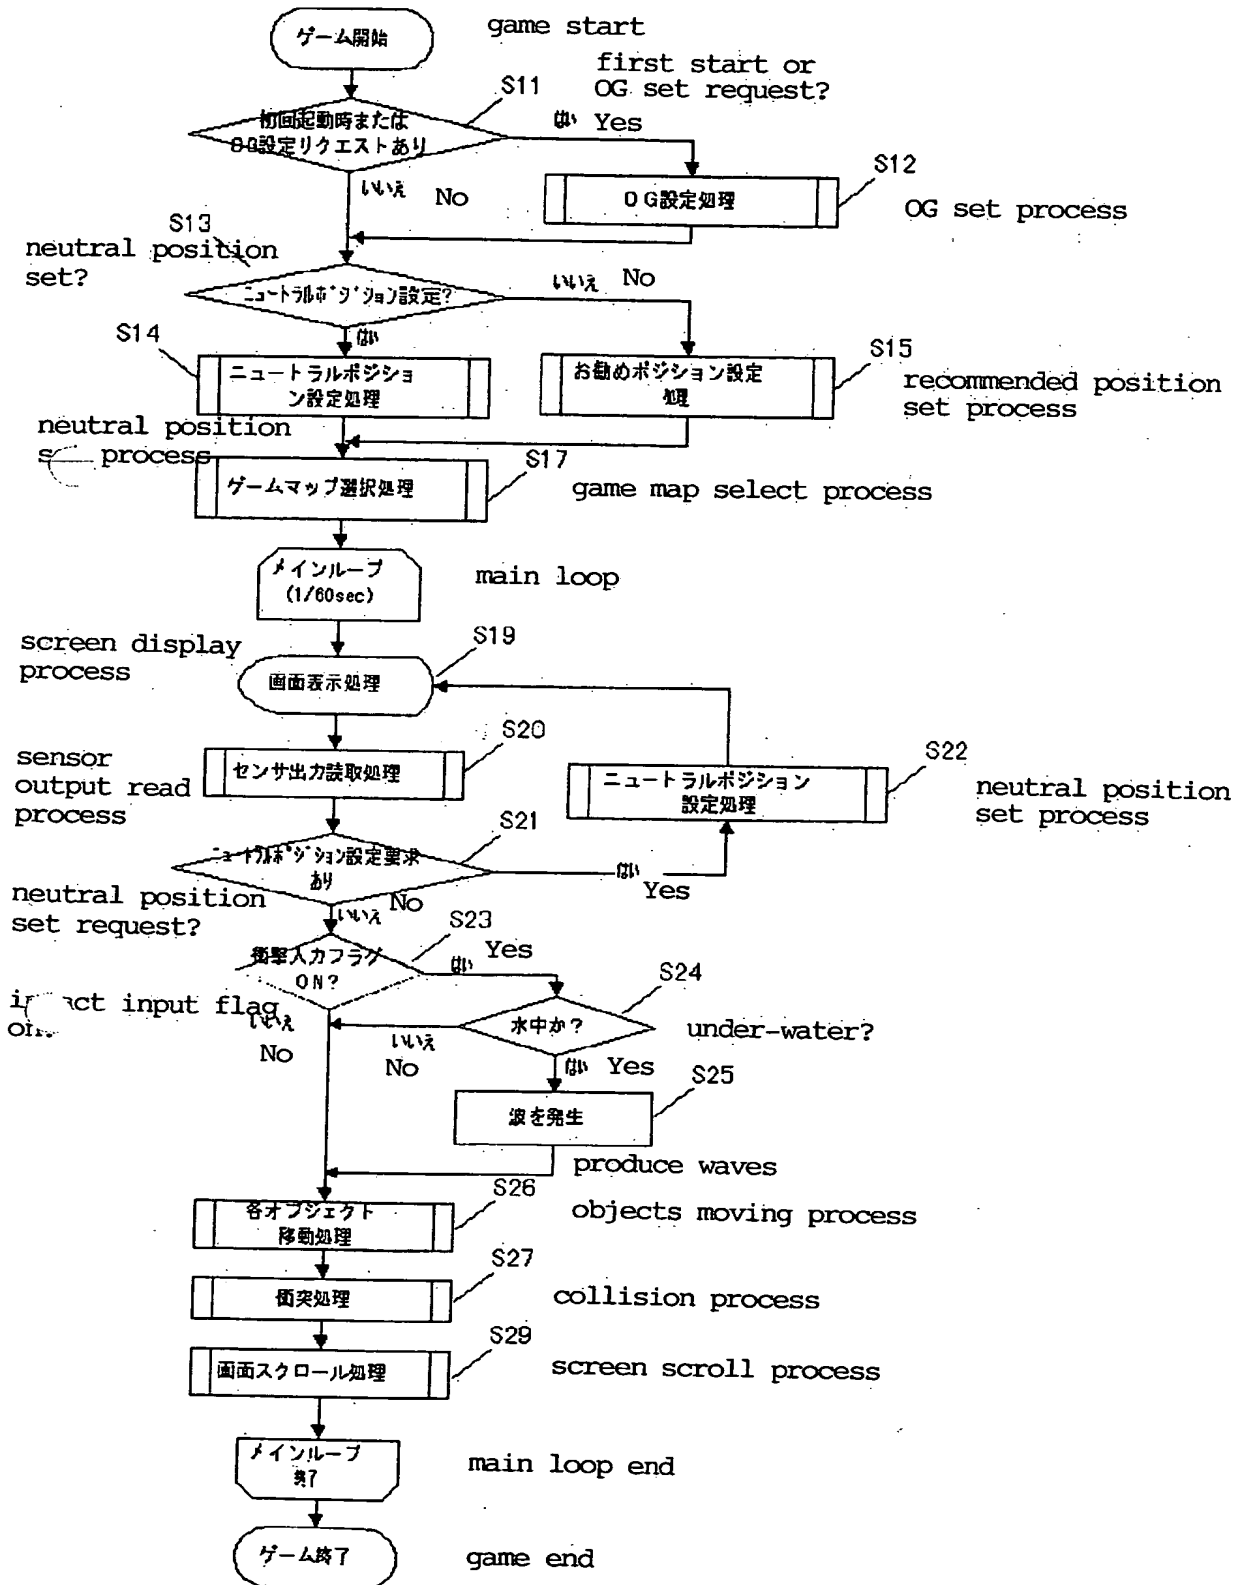 ゲーム開始
game start
first start or
OG set request?
S11
初回起動時または
OG設定リクエストあり
はい Yes
いいえ No
S12
OG設定処理
OG set process
S13
neutral position
set?
ニュートラルポジション設定?
いいえ No
はい
S14
ニュートラルポジショ
ン設定処理
neutral position
process
S15
お勧めポジション設定
処理
recommended position
set process
S17
ゲームマップ選択処理
game map select process
メインループ
(1/60sec)
main loop
S19
screen display
process
画面表示処理
S20
sensor
output read
process
センサ出力読取処理
S22
ニュートラルポジション
設定処理
neutral position
set process
S21
ニュートラルポジション設定要求
あり
はい Yes
いいえ No
neutral position
set request?
S23
衝撃入力フラグ
ON?
はい Yes
input flag
いいえ
No
S24
水中か?
under-water?
いいえ
No
はい Yes
S25
波を発生
produce waves
S26
各オブジェクト
移動処理
objects moving process
S27
衝突処理
collision process
S29
画面スクロール処理
screen scroll process
メインループ
終了
main loop end
ゲーム終了
game end